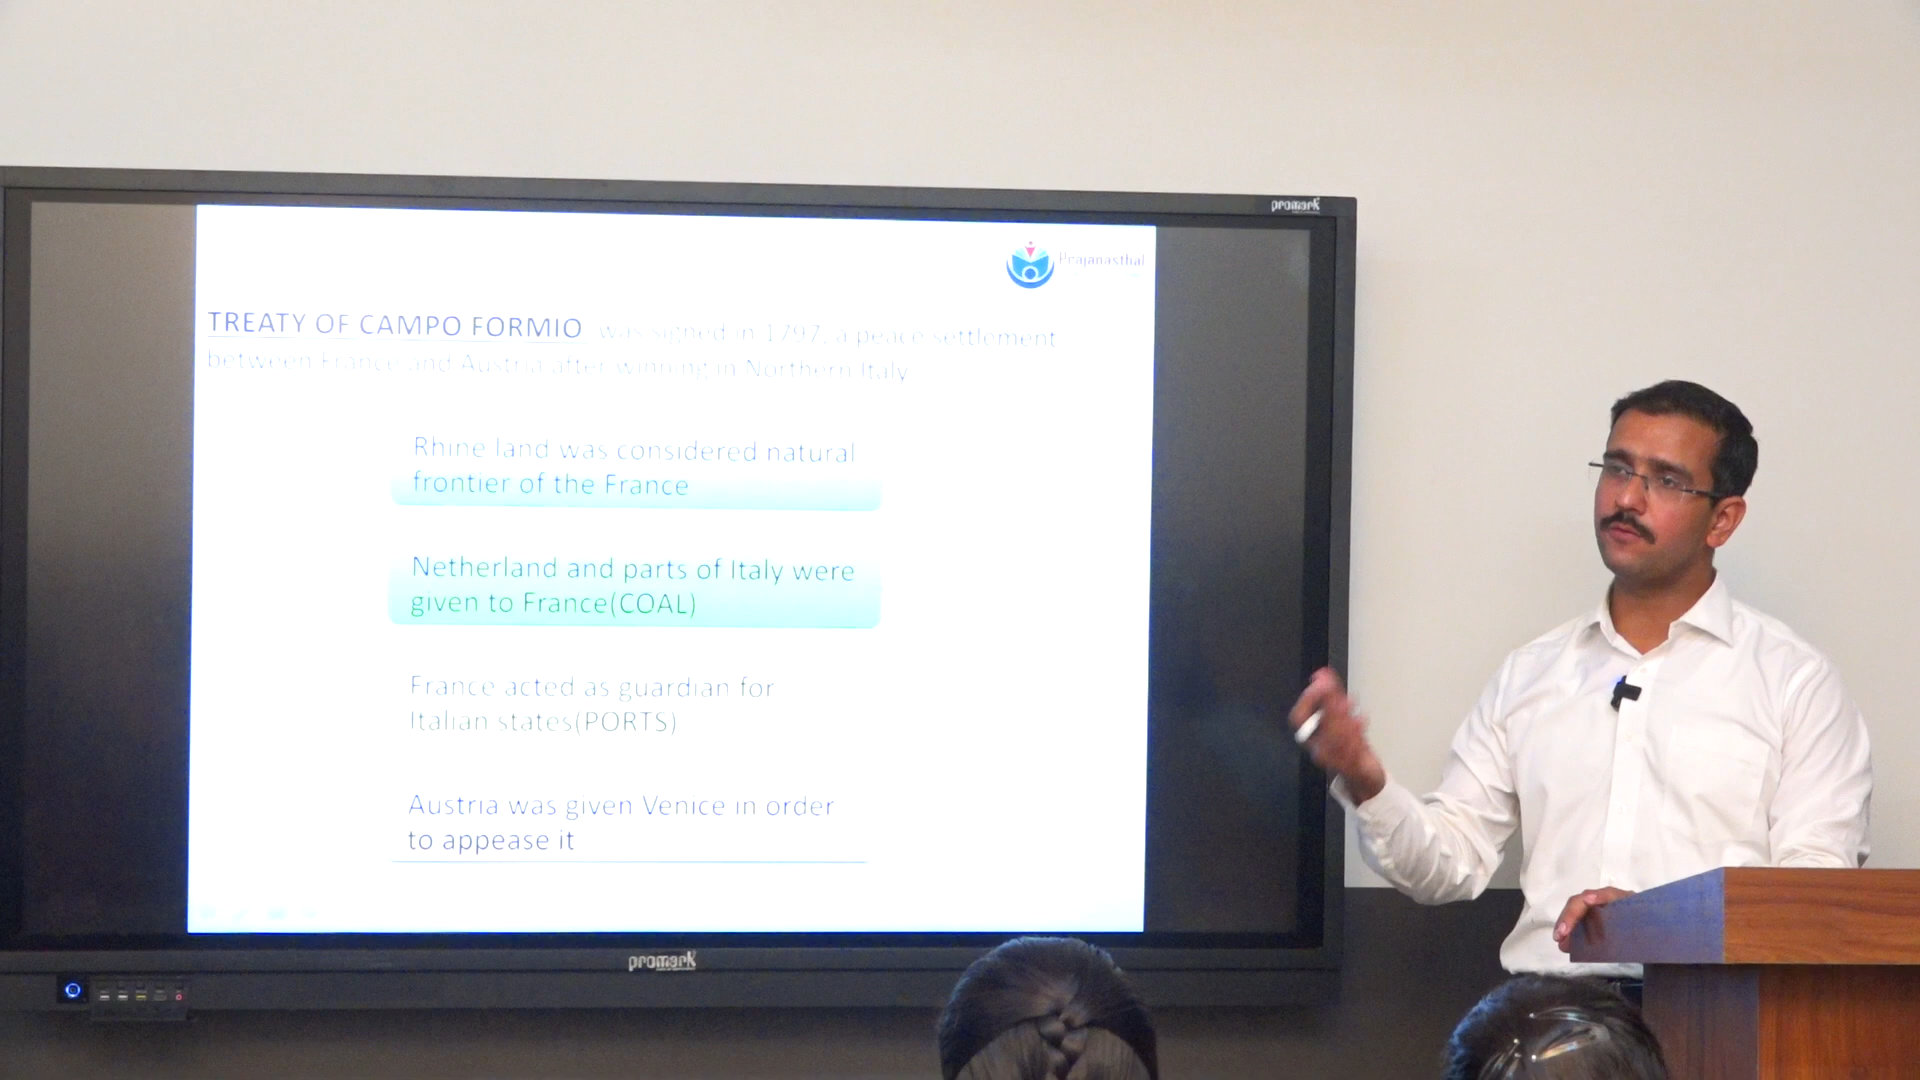 promark
Prajanasthal
TREATY OF CAMPO FORMIO was signed in 1797, a peace settlement
between France and Austria after winning in Northern Italy
Rhine land was considered natural
frontier of the France
Netherland and parts of Italy were
given to France(COAL)
France acted as guardian for
Italian states(PORTS)
Austria was given Venice in order
to appease it
promark